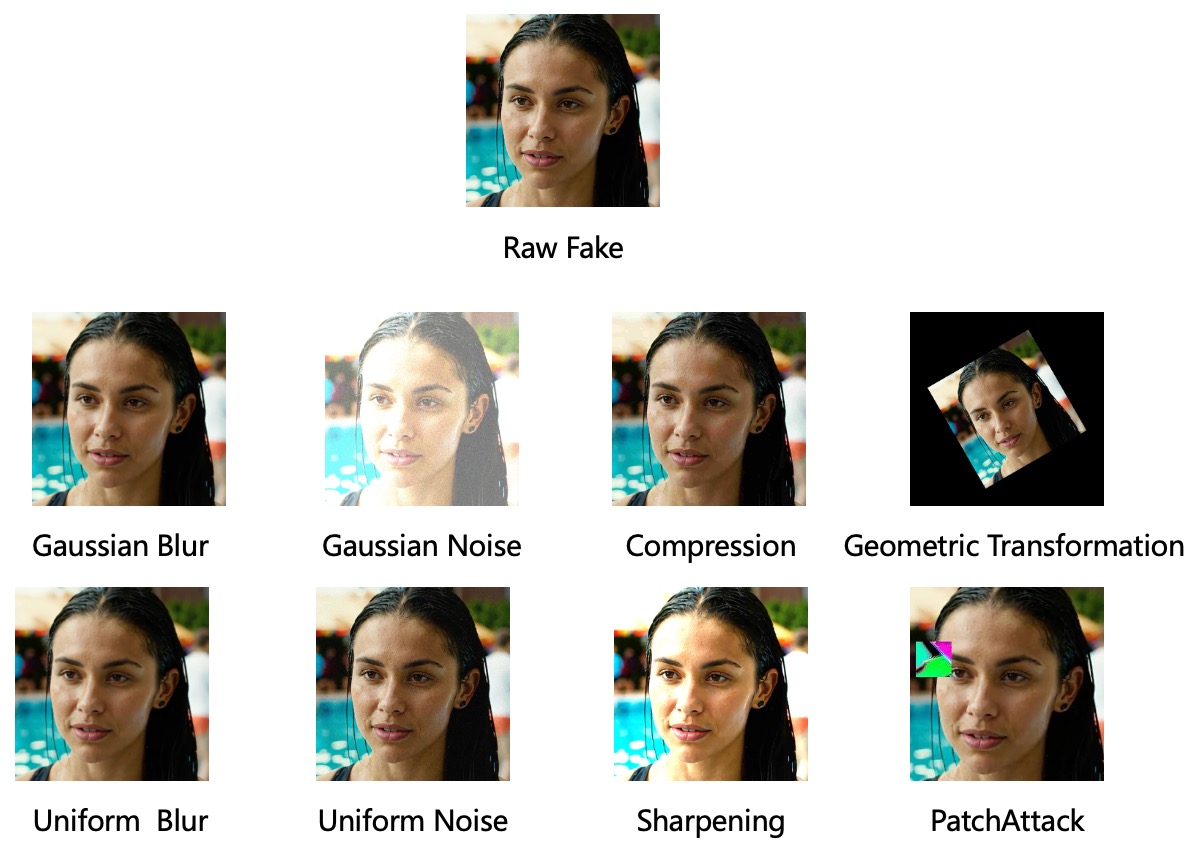 Raw Fake
Gaussian Blur Gaussian Noise Compression Geometric Transformation
Uniform  Blur Uniform Noise Sharpening PatchAttack